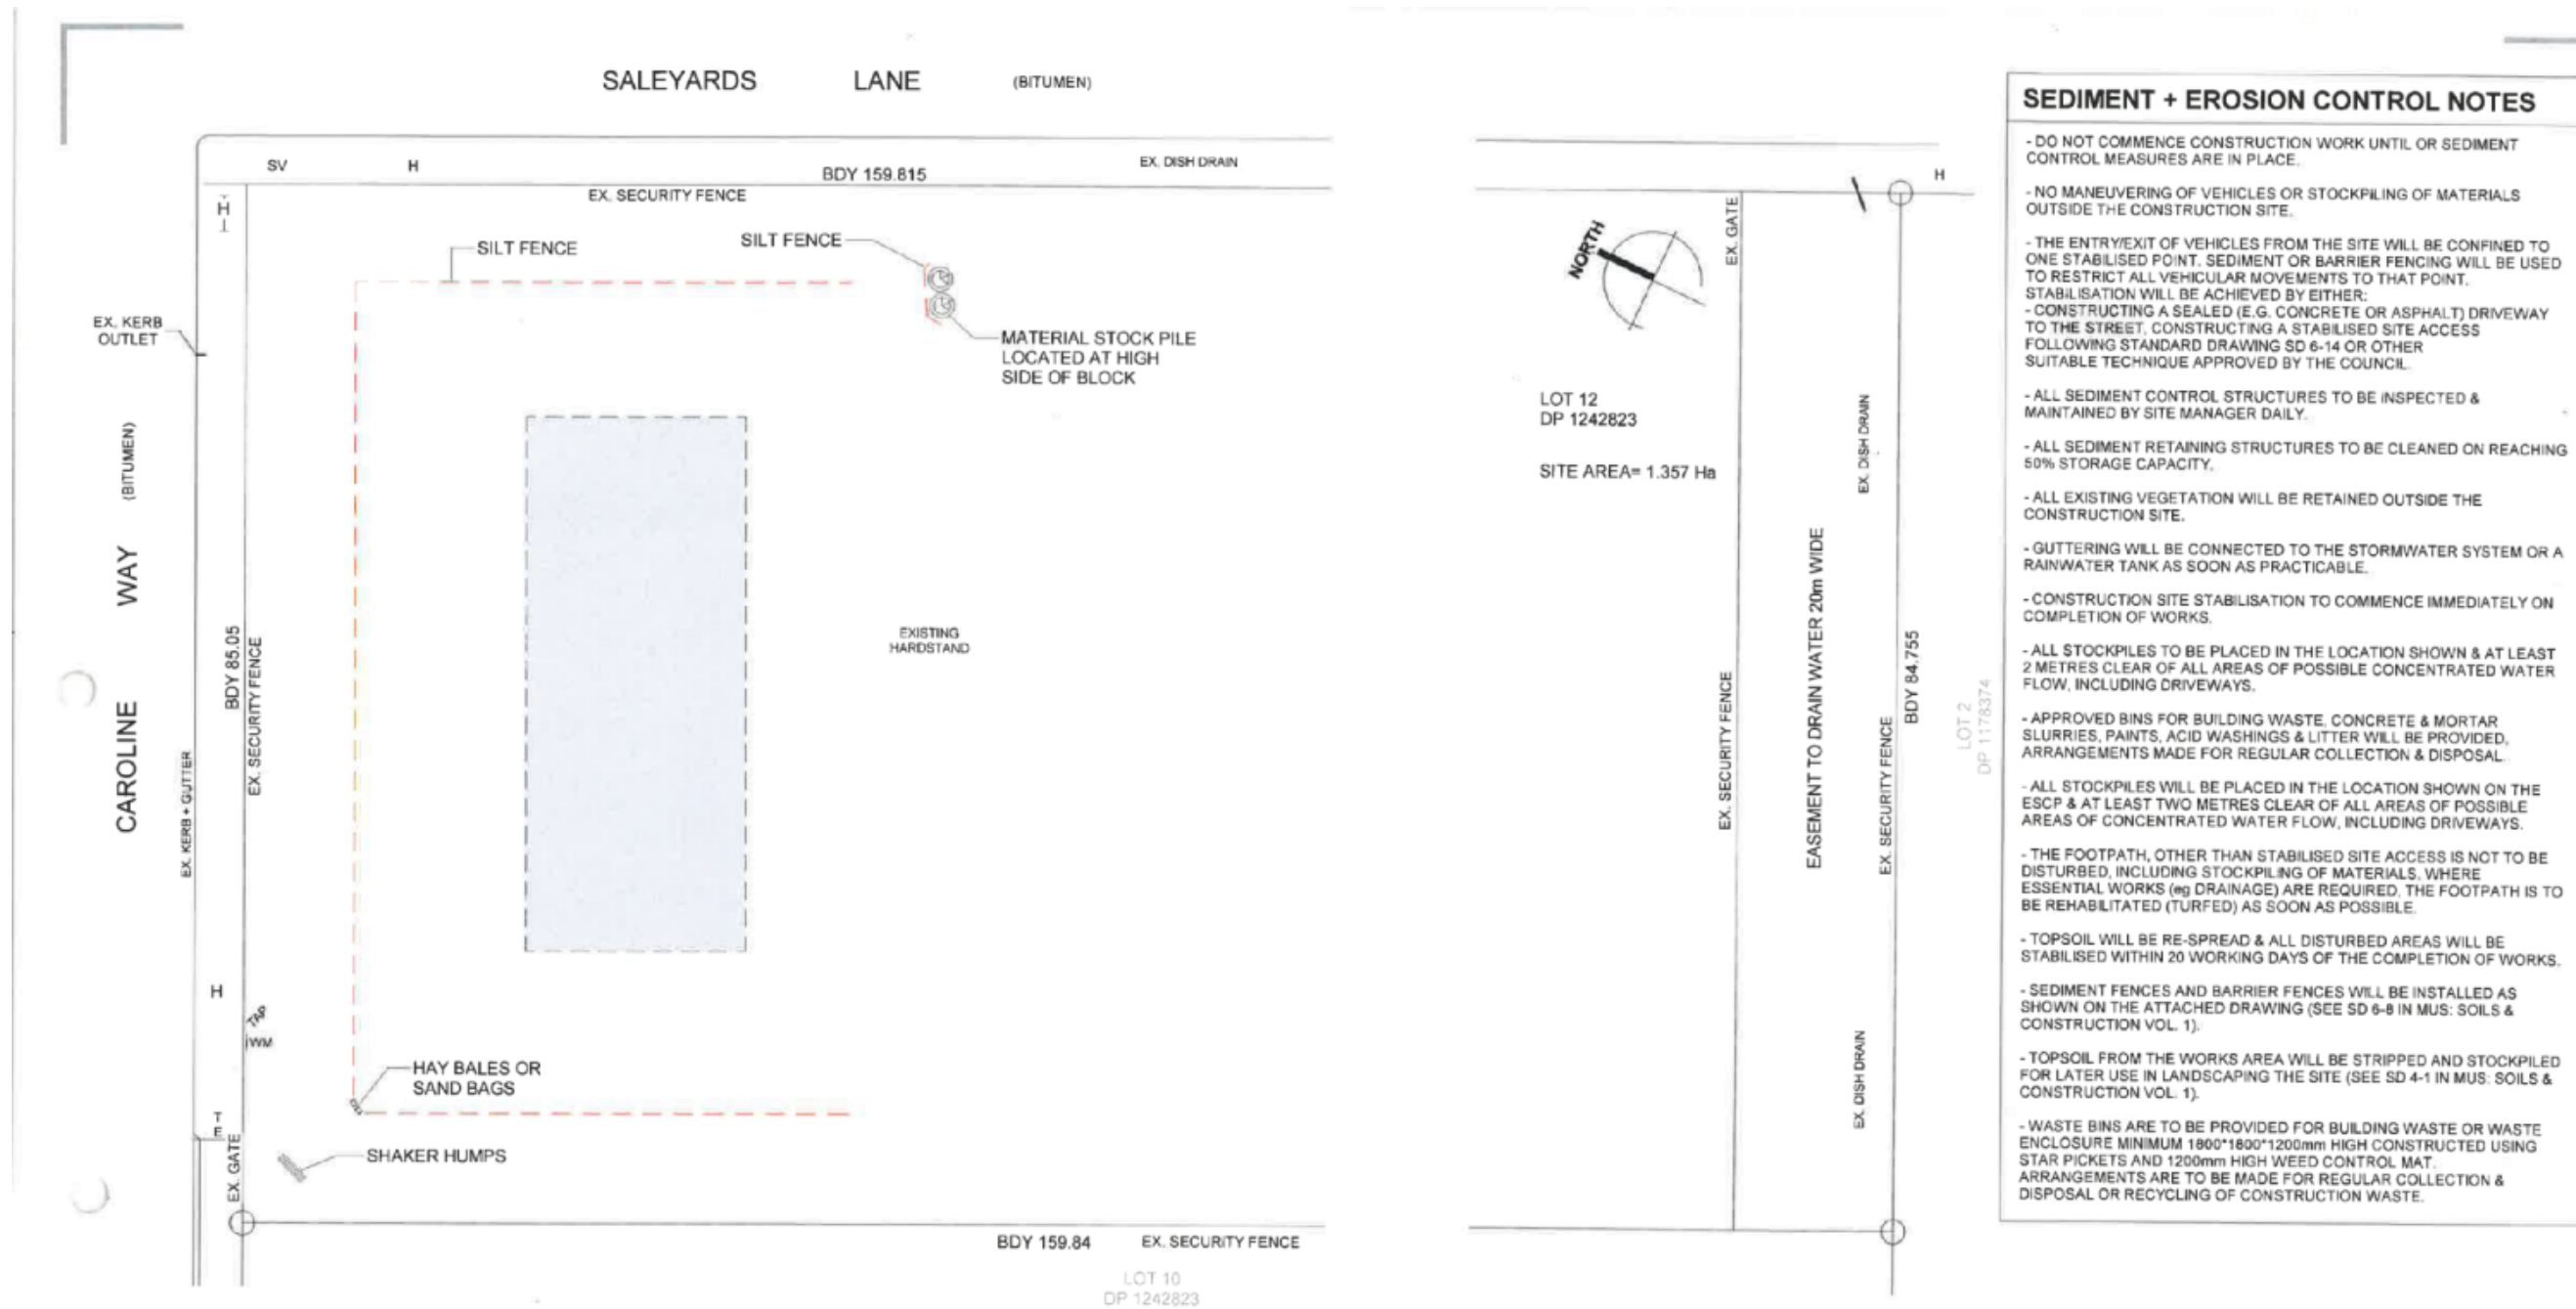 SALEYARDS LANE (BITUMEN)
SV
H
BDY 159.815
EX. DISH DRAIN
EX. SECURITY FENCE
H
SILT FENCE
SILT FENCE
EX. KERB
OUTLET
MATERIAL STOCK PILE
LOCATED AT HIGH
SIDE OF BLOCK
CAROLINE WAY (BITUMEN)
BDY 85.05
EX. SECURITY FENCE
EX. KERB + GUTTER
EXISTING
HARDSTAND
H
TAP
WM
HAY BALES OR
SAND BAGS
T
E
EX. GATE
SHAKER HUMPS
BDY 159.84
EX. SECURITY FENCE
LOT 10
DP 1242823
NORTH
EX. GATE
H
LOT 12
DP 1242823
SITE AREA= 1.357 Ha
EX. DISH DRAIN
EASEMENT TO DRAIN WATER 20m WIDE
EX. SECURITY FENCE
EX. SECURITY FENCE
BDY 84.755
LOT 2
DP 1178374
EX. DISH DRAIN
SEDIMENT + EROSION CONTROL NOTES
- DO NOT COMMENCE CONSTRUCTION WORK UNTIL OR SEDIMENT
CONTROL MEASURES ARE IN PLACE.
- NO MANEUVERING OF VEHICLES OR STOCKPILING OF MATERIALS
OUTSIDE THE CONSTRUCTION SITE.
- THE ENTRY/EXIT OF VEHICLES FROM THE SITE WILL BE CONFINED TO
ONE STABILISED POINT. SEDIMENT OR BARRIER FENCING WILL BE USED
TO RESTRICT ALL VEHICULAR MOVEMENTS TO THAT POINT.
STABILISATION WILL BE ACHIEVED BY EITHER:
- CONSTRUCTING A SEALED (E.G. CONCRETE OR ASPHALT) DRIVEWAY
TO THE STREET, CONSTRUCTING A STABILISED SITE ACCESS
FOLLOWING STANDARD DRAWING SD 6-14 OR OTHER
SUITABLE TECHNIQUE APPROVED BY THE COUNCIL.
- ALL SEDIMENT CONTROL STRUCTURES TO BE INSPECTED &
MAINTAINED BY SITE MANAGER DAILY.
- ALL SEDIMENT RETAINING STRUCTURES TO BE CLEANED ON REACHING
50% STORAGE CAPACITY.
- ALL EXISTING VEGETATION WILL BE RETAINED OUTSIDE THE
CONSTRUCTION SITE.
- GUTTERING WILL BE CONNECTED TO THE STORMWATER SYSTEM OR A
RAINWATER TANK AS SOON AS PRACTICABLE.
- CONSTRUCTION SITE STABILISATION TO COMMENCE IMMEDIATELY ON
COMPLETION OF WORKS.
- ALL STOCKPILES TO BE PLACED IN THE LOCATION SHOWN & AT LEAST
2 METRES CLEAR OF ALL AREAS OF POSSIBLE CONCENTRATED WATER
FLOW, INCLUDING DRIVEWAYS.
- APPROVED BINS FOR BUILDING WASTE, CONCRETE & MORTAR
SLURRIES, PAINTS, ACID WASHINGS & LITTER WILL BE PROVIDED,
ARRANGEMENTS MADE FOR REGULAR COLLECTION & DISPOSAL.
- ALL STOCKPILES WILL BE PLACED IN THE LOCATION SHOWN ON THE
ESCP & AT LEAST TWO METRES CLEAR OF ALL AREAS OF POSSIBLE
AREAS OF CONCENTRATED WATER FLOW, INCLUDING DRIVEWAYS.
- THE FOOTPATH, OTHER THAN STABILISED SITE ACCESS IS NOT TO BE
DISTURBED, INCLUDING STOCKPILING OF MATERIALS. WHERE
ESSENTIAL WORKS (eg DRAINAGE) ARE REQUIRED, THE FOOTPATH IS TO
BE REHABILITATED (TURFED) AS SOON AS POSSIBLE.
- TOPSOIL WILL BE RE-SPREAD & ALL DISTURBED AREAS WILL BE
STABILISED WITHIN 20 WORKING DAYS OF THE COMPLETION OF WORKS.
- SEDIMENT FENCES AND BARRIER FENCES WILL BE INSTALLED AS
SHOWN ON THE ATTACHED DRAWING (SEE SD 6-8 IN MUS: SOILS &
CONSTRUCTION VOL. 1).
- TOPSOIL FROM THE WORKS AREA WILL BE STRIPPED AND STOCKPILED
FOR LATER USE IN LANDSCAPING THE SITE (SEE SD 4-1 IN MUS: SOILS &
CONSTRUCTION VOL. 1).
- WASTE BINS ARE TO BE PROVIDED FOR BUILDING WASTE OR WASTE
ENCLOSURE MINIMUM 1800*1800*1200mm HIGH CONSTRUCTED USING
STAR PICKETS AND 1200mm HIGH WEED CONTROL MAT.
ARRANGEMENTS ARE TO BE MADE FOR REGULAR COLLECTION &
DISPOSAL OR RECYCLING OF CONSTRUCTION WASTE.